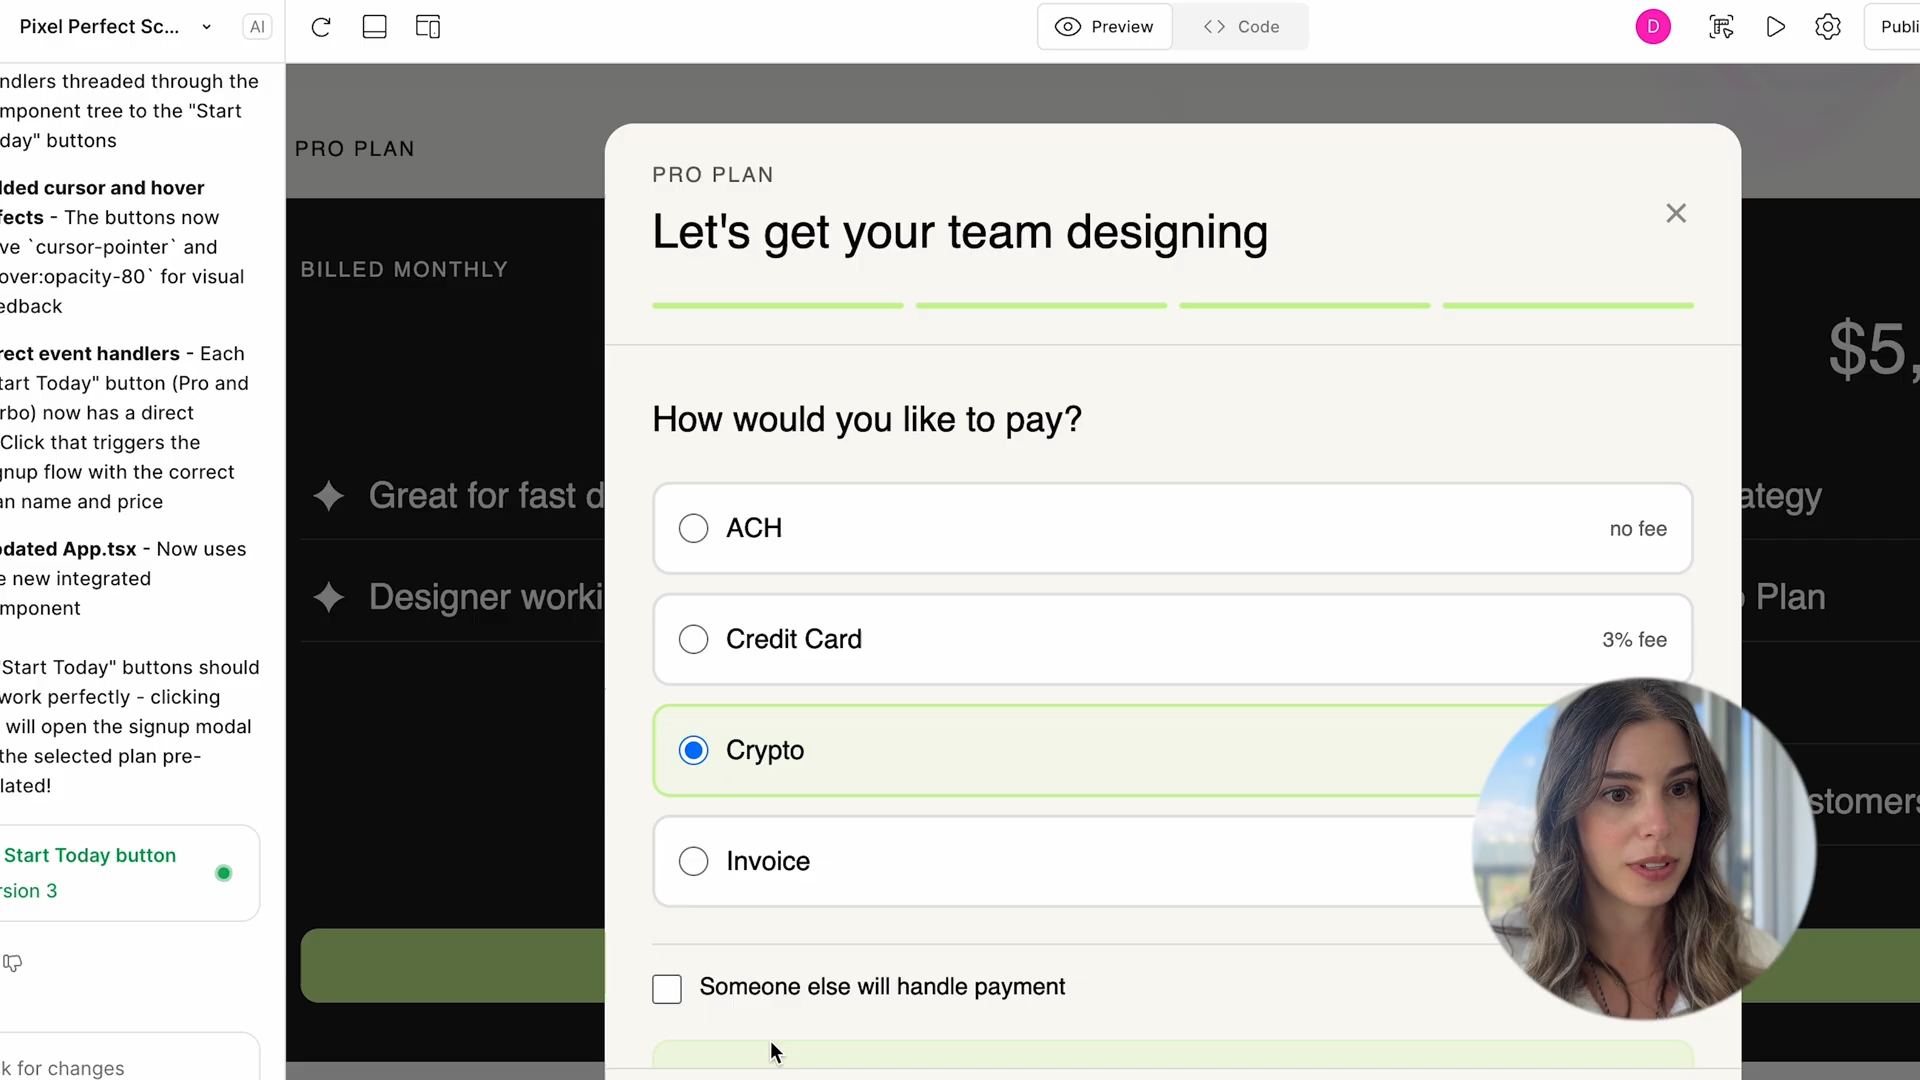 Pixel Perfect Sc...
AI
Preview
Code
D
Publi
ndlers threaded through the
mponent tree to the "Start
day" buttons
lded cursor and hover
fects - The buttons now
ve `cursor-pointer` and
over:opacity-80` for visual
edback
rect event handlers - Each
tart Today" button (Pro and
rbo) now has a direct
Click that triggers the
gnup flow with the correct
an name and price
pdated App.tsx - Now uses
e new integrated
mponent
"Start Today" buttons should
work perfectly - clicking
will open the signup modal
the selected plan pre-
lated!
Start Today button
rsion 3
k for changes
PRO PLAN
BILLED MONTHLY
Great for fast d
Designer worki
PRO PLAN
Let's get your team designing
How would you like to pay?
ACH
no fee
Credit Card
3% fee
Crypto
Invoice
Someone else will handle payment
$5,
ategy
Plan
stomers